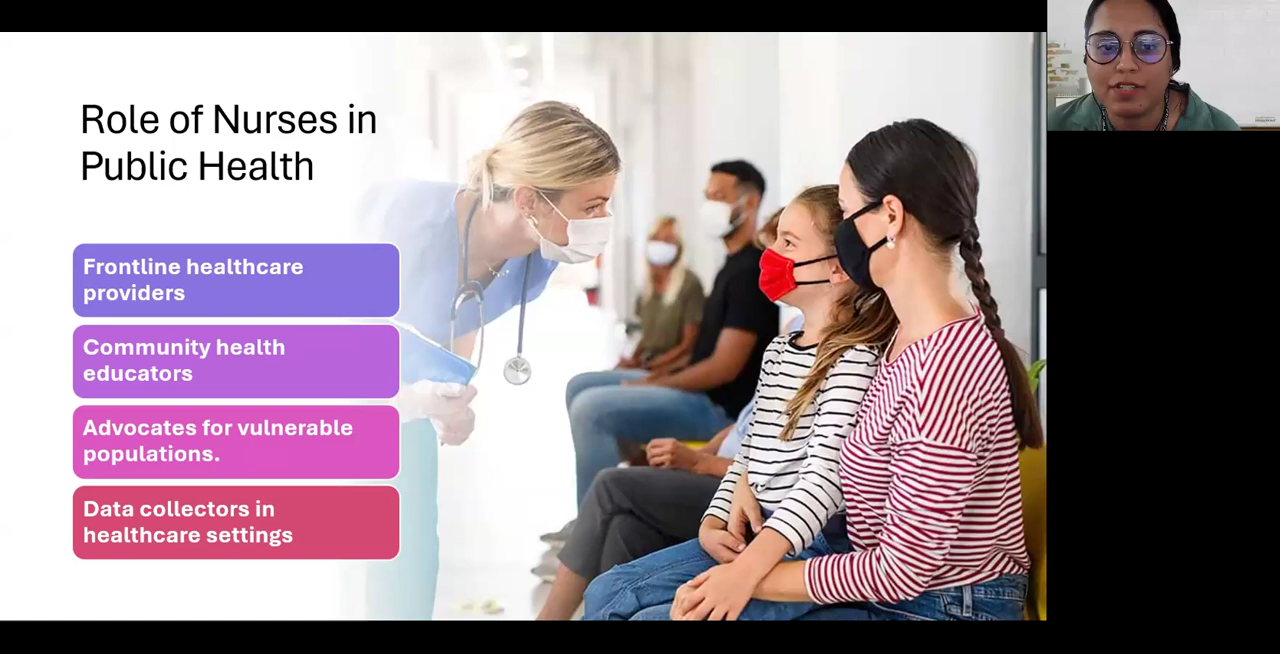 Role of Nurses in
Public Health
Frontline healthcare
providers
Community health
educators
Advocates for vulnerable
populations.
Data collectors in
healthcare settings